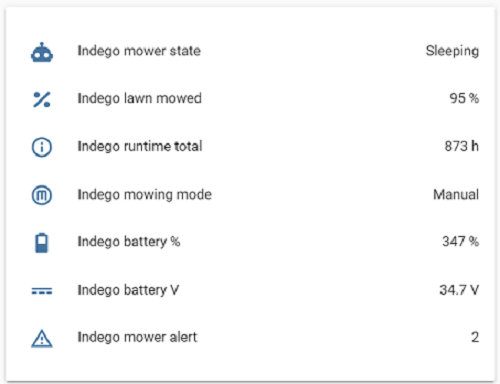 Indego mower state Sleeping
Indego lawn mowed 95 %
Indego runtime total 873 h
Indego mowing mode Manual
Indego battery % 347 %
Indego battery V 34.7 V
Indego mower alert 2